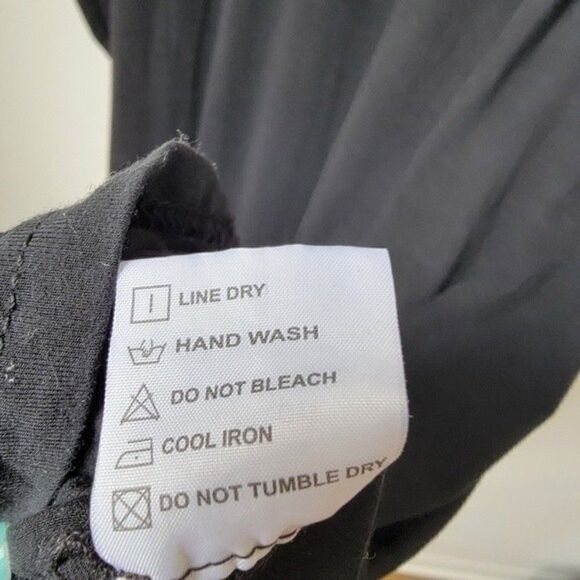 LINE DRY
HAND WASH
DO NOT BLEACH
COOL IRON
DO NOT TUMBLE DRY